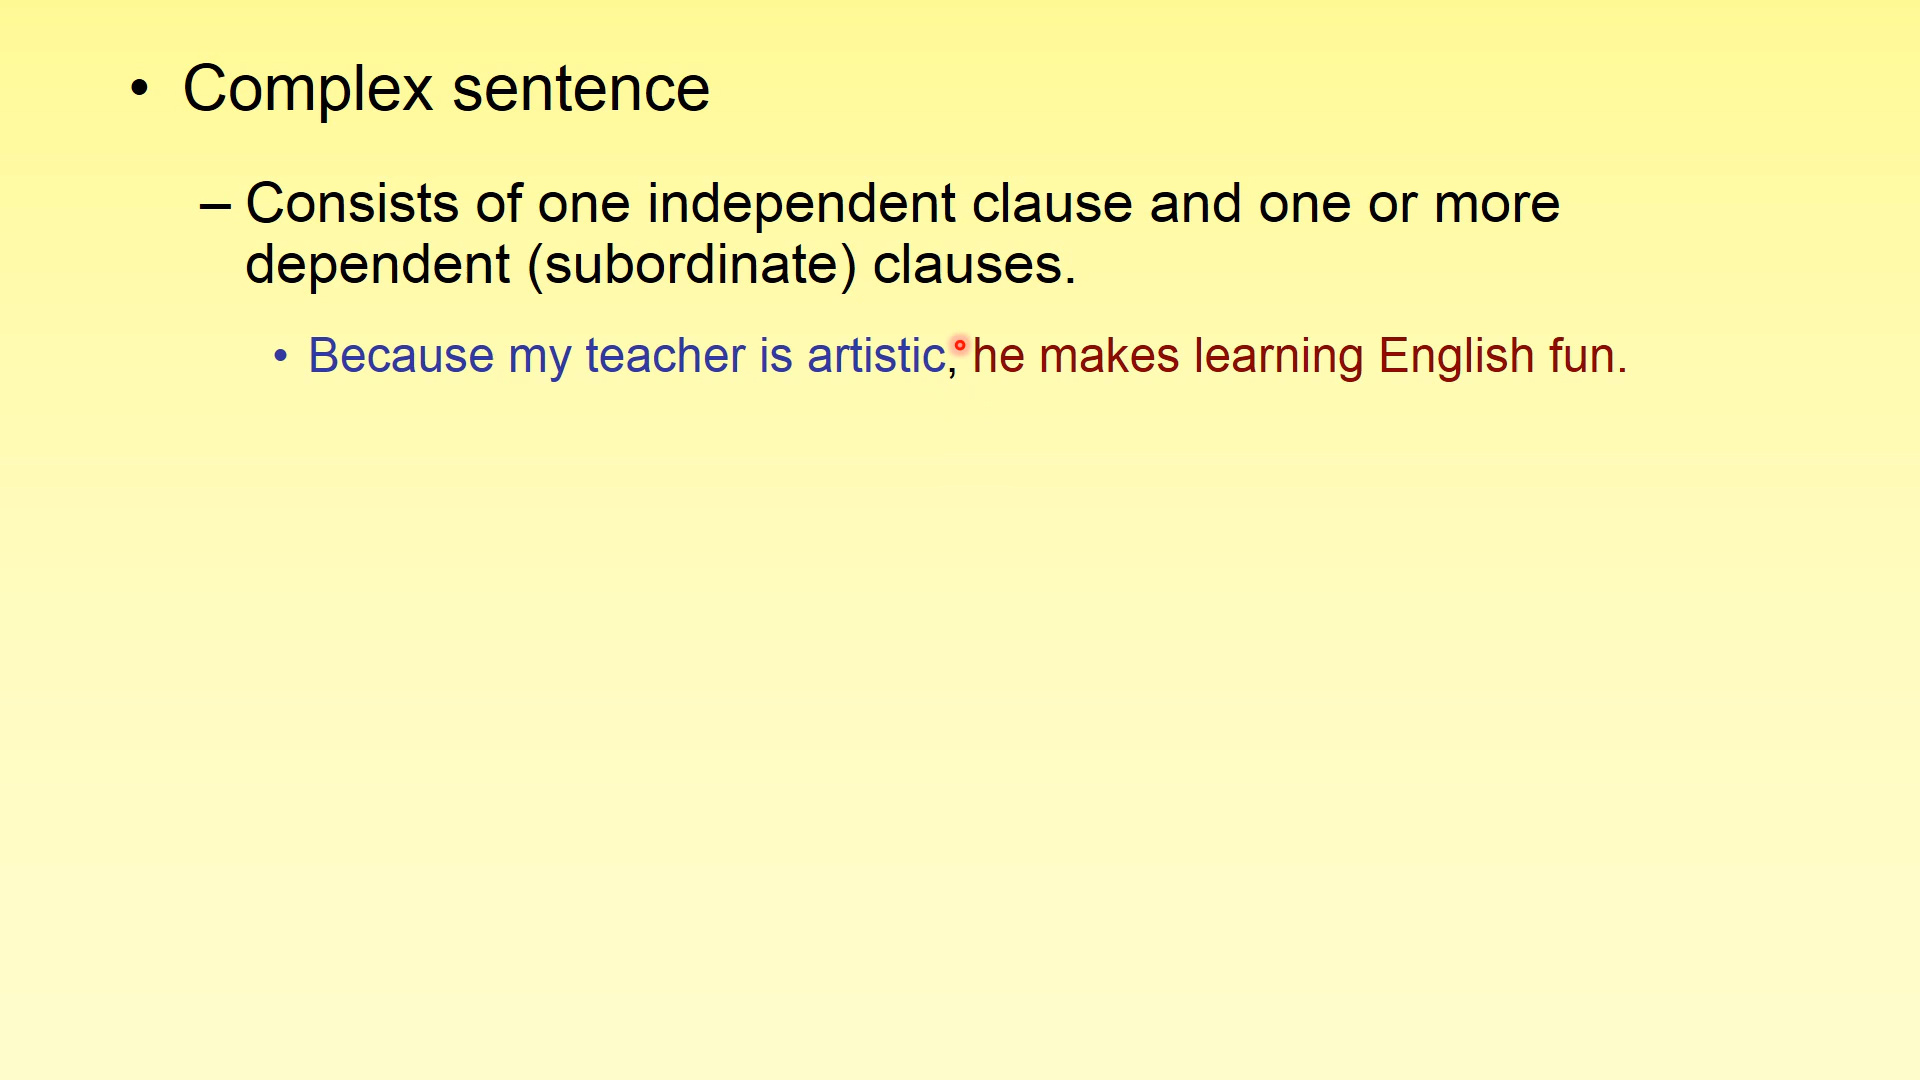 • Complex sentence
– Consists of one independent clause and one or more
dependent (subordinate) clauses.
• Because my teacher is artistic, he makes learning English fun.